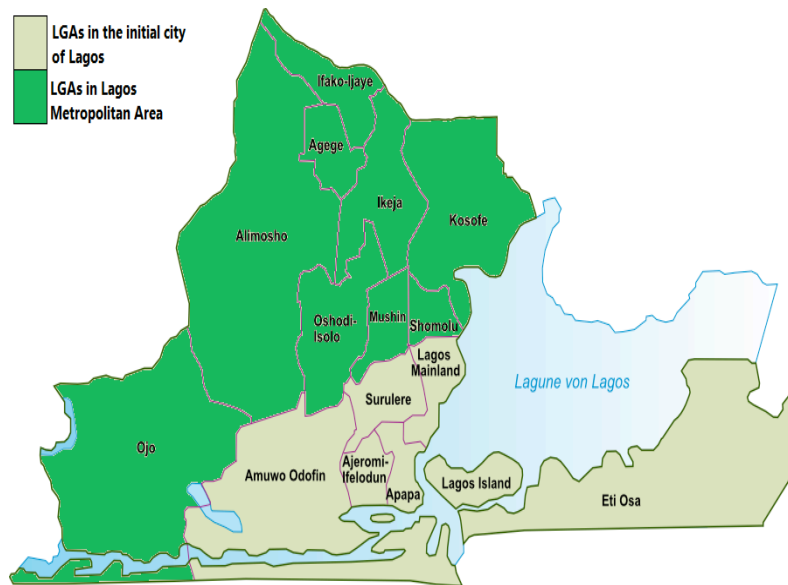 LGAs in the initial city
of Lagos
LGAs in Lagos
Metropolitan Area
Ifako-Ijaye
Agege
Ikeja
Kosofe
Alimosho
Oshodi-
Isolo
Mushin
Shomolu
Lagos
Mainland
Lagune von Lagos
Surulere
Ojo
Amuwo Odofin
Ajeromi-
Ifelodun
Apapa
Lagos Island
Eti Osa